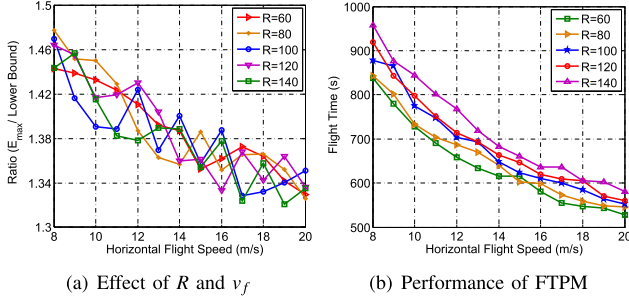 1.5
1.46
1.42
1.38
1.34
1.3
8 10 12 14 16 18 20
Ratio (E_max / Lower Bound)
Horizontal Flight Speed (m/s)
R=60
R=80
R=100
R=120
R=140
(a) Effect of R and v_f
1000
900
800
700
600
500
8 10 12 14 16 18 20
Flight Time (s)
Horizontal Flight Speed (m/s)
R=60
R=80
R=100
R=120
R=140
(b) Performance of FTPM